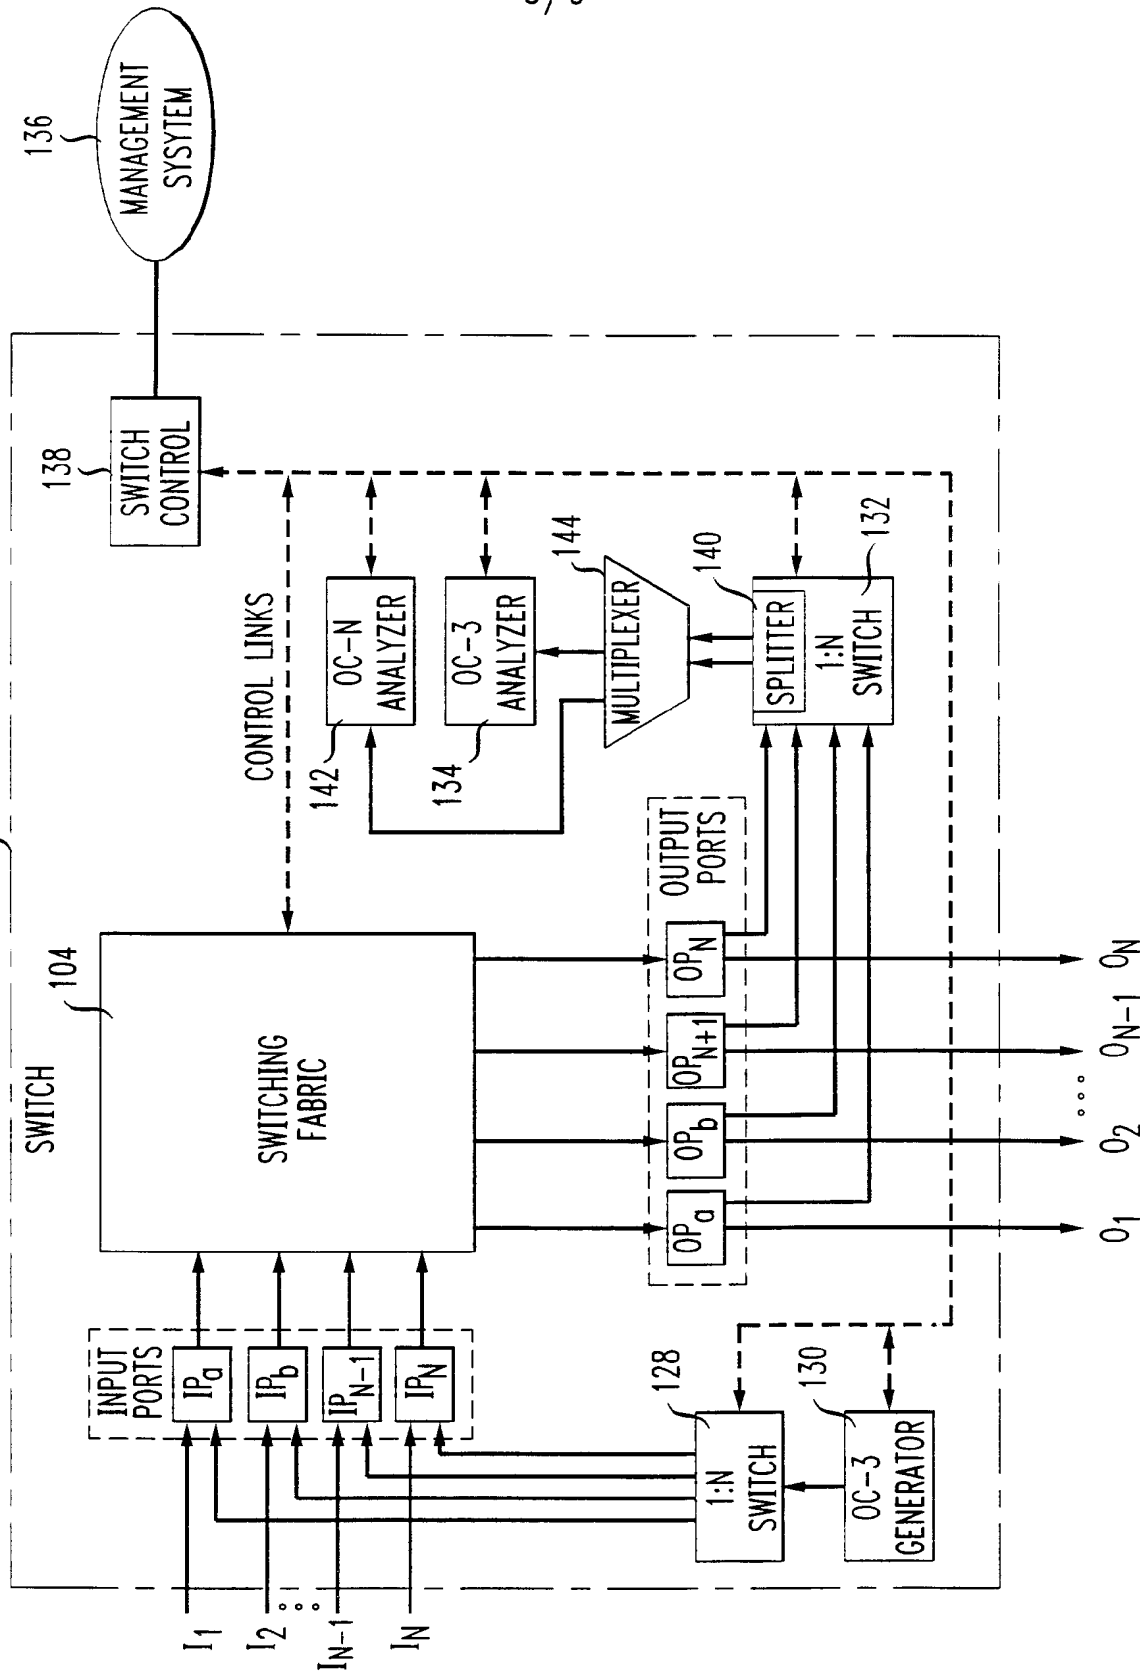 136
MANAGEMENT
SYSYTEM
138
SWITCH
CONTROL
CONTROL LINKS
142
OC-N
ANALYZER
134
OC-3
ANALYZER
144
MULTIPLEXER
140
SPLITTER
1:N
SWITCH
132
SWITCH
104
SWITCHING
FABRIC
OUTPUT
PORTS
OPN
OPN+1
OPb
OPa
ON
ON-1
O2
O1
INPUT
PORTS
IPa
IPb
IPN-1
IPN
128
1:N
SWITCH
130
OC-3
GENERATOR
I1
I2
IN-1
IN